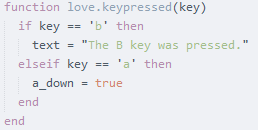 function love.keypressed(key)
  if key == 'b' then
    text = "The B key was pressed."
  elseif key == 'a' then
    a_down = true
  end
end